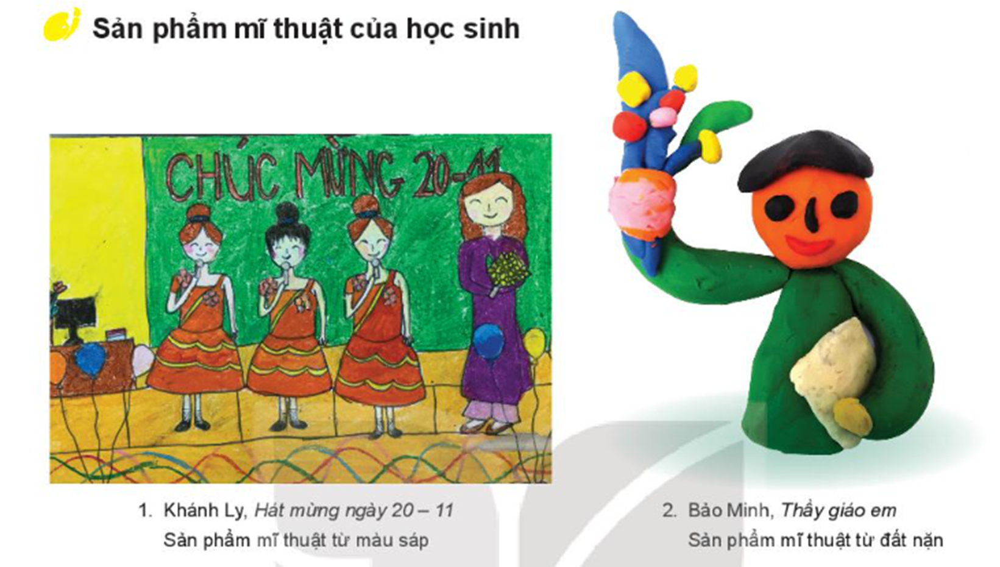 Sản phẩm mĩ thuật của học sinh
CHÚC MỪNG 20-11
1. Khánh Ly, Hát mừng ngày 20 – 11
Sản phẩm mĩ thuật từ màu sáp
2. Bảo Minh, Thầy giáo em
Sản phẩm mĩ thuật từ đất nặn